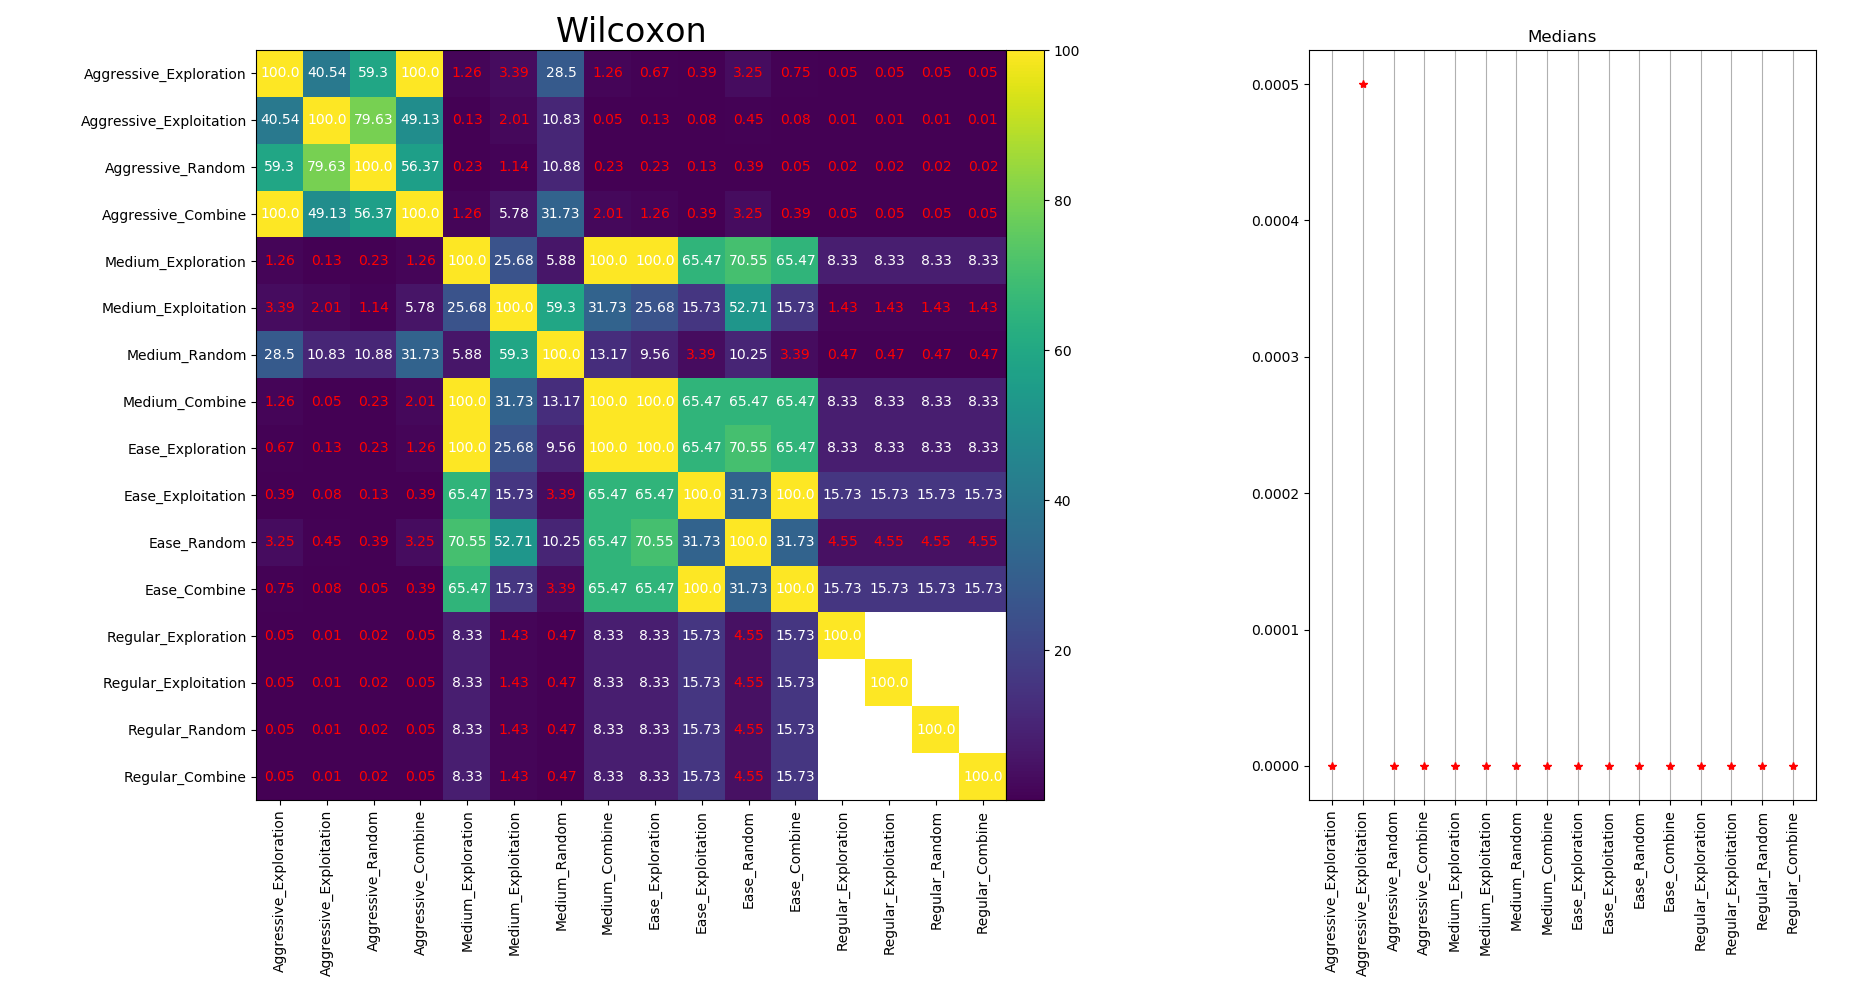 Wilcoxon
Aggressive_Exploration 100.0 40.54 59.3 100.0 1.26 3.39 28.5 1.26 0.67 0.39 3.25 0.75 0.05 0.05 0.05 0.05
Aggressive_Exploitation 40.54 100.0 79.63 49.13 0.13 2.01 10.83 0.05 0.13 0.08 0.45 0.08 0.01 0.01 0.01 0.01
Aggressive_Random 59.3 79.63 100.0 56.37 0.23 1.14 10.88 0.23 0.23 0.13 0.39 0.05 0.02 0.02 0.02 0.02
Aggressive_Combine 100.0 49.13 56.37 100.0 1.26 5.78 31.73 2.01 1.26 0.39 3.25 0.39 0.05 0.05 0.05 0.05
Medium_Exploration 1.26 0.13 0.23 1.26 100.0 25.68 5.88 100.0 100.0 65.47 70.55 65.47 8.33 8.33 8.33 8.33
Medium_Exploitation 3.39 2.01 1.14 5.78 25.68 100.0 59.3 31.73 25.68 15.73 52.71 15.73 1.43 1.43 1.43 1.43
Medium_Random 28.5 10.83 10.88 31.73 5.88 59.3 100.0 13.17 9.56 3.39 10.25 3.39 0.47 0.47 0.47 0.47
Medium_Combine 1.26 0.05 0.23 2.01 100.0 31.73 13.17 100.0 100.0 65.47 65.47 65.47 8.33 8.33 8.33 8.33
Ease_Exploration 0.67 0.13 0.23 1.26 100.0 25.68 9.56 100.0 100.0 65.47 70.55 65.47 8.33 8.33 8.33 8.33
Ease_Exploitation 0.39 0.08 0.13 0.39 65.47 15.73 3.39 65.47 65.47 100.0 31.73 100.0 15.73 15.73 15.73 15.73
Ease_Random 3.25 0.45 0.39 3.25 70.55 52.71 10.25 65.47 70.55 31.73 100.0 31.73 4.55 4.55 4.55 4.55
Ease_Combine 0.75 0.08 0.05 0.39 65.47 15.73 3.39 65.47 65.47 100.0 31.73 100.0 15.73 15.73 15.73 15.73
Regular_Exploration 0.05 0.01 0.02 0.05 8.33 1.43 0.47 8.33 8.33 15.73 4.55 15.73 100.0
Regular_Exploitation 0.05 0.01 0.02 0.05 8.33 1.43 0.47 8.33 8.33 15.73 4.55 15.73 100.0
Regular_Random 0.05 0.01 0.02 0.05 8.33 1.43 0.47 8.33 8.33 15.73 4.55 15.73 100.0
Regular_Combine 0.05 0.01 0.02 0.05 8.33 1.43 0.47 8.33 8.33 15.73 4.55 15.73 100.0
Aggressive_Exploration
Aggressive_Exploitation
Aggressive_Random
Aggressive_Combine
Medium_Exploration
Medium_Exploitation
Medium_Random
Medium_Combine
Ease_Exploration
Ease_Exploitation
Ease_Random
Ease_Combine
Regular_Exploration
Regular_Exploitation
Regular_Random
Regular_Combine
100
80
60
40
20
Medians
0.0005
0.0004
0.0003
0.0002
0.0001
0.0000
Aggressive_Exploration
Aggressive_Exploitation
Aggressive_Random
Aggressive_Combine
Medium_Exploration
Medium_Exploitation
Medium_Random
Medium_Combine
Ease_Exploration
Ease_Exploitation
Ease_Random
Ease_Combine
Regular_Exploration
Regular_Exploitation
Regular_Random
Regular_Combine